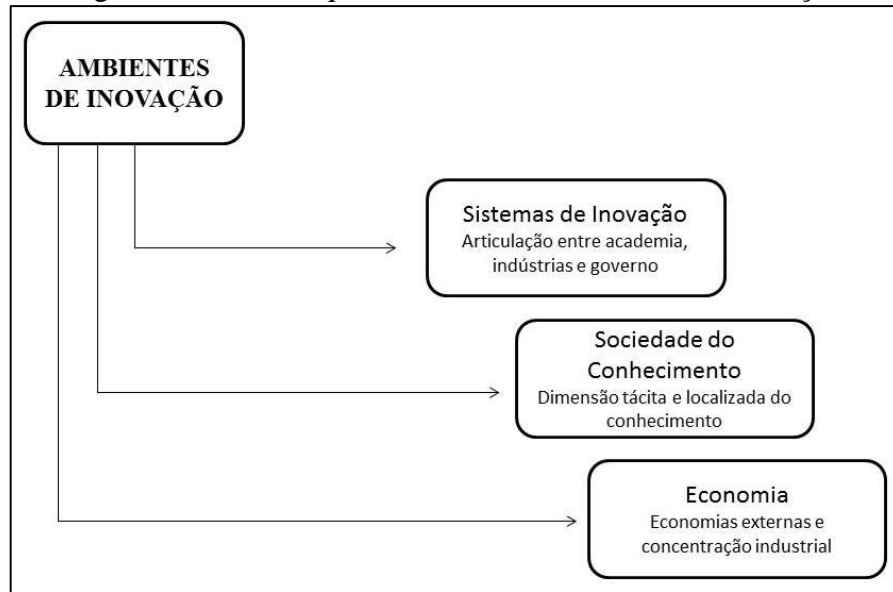 AMBIENTES
DE INOVAÇÃO
Sistemas de Inovação
Articulação entre academia,
indústrias e governo
Sociedade do
Conhecimento
Dimensão tácita e localizada do
conhecimento
Economia
Economias externas e
concentração industrial